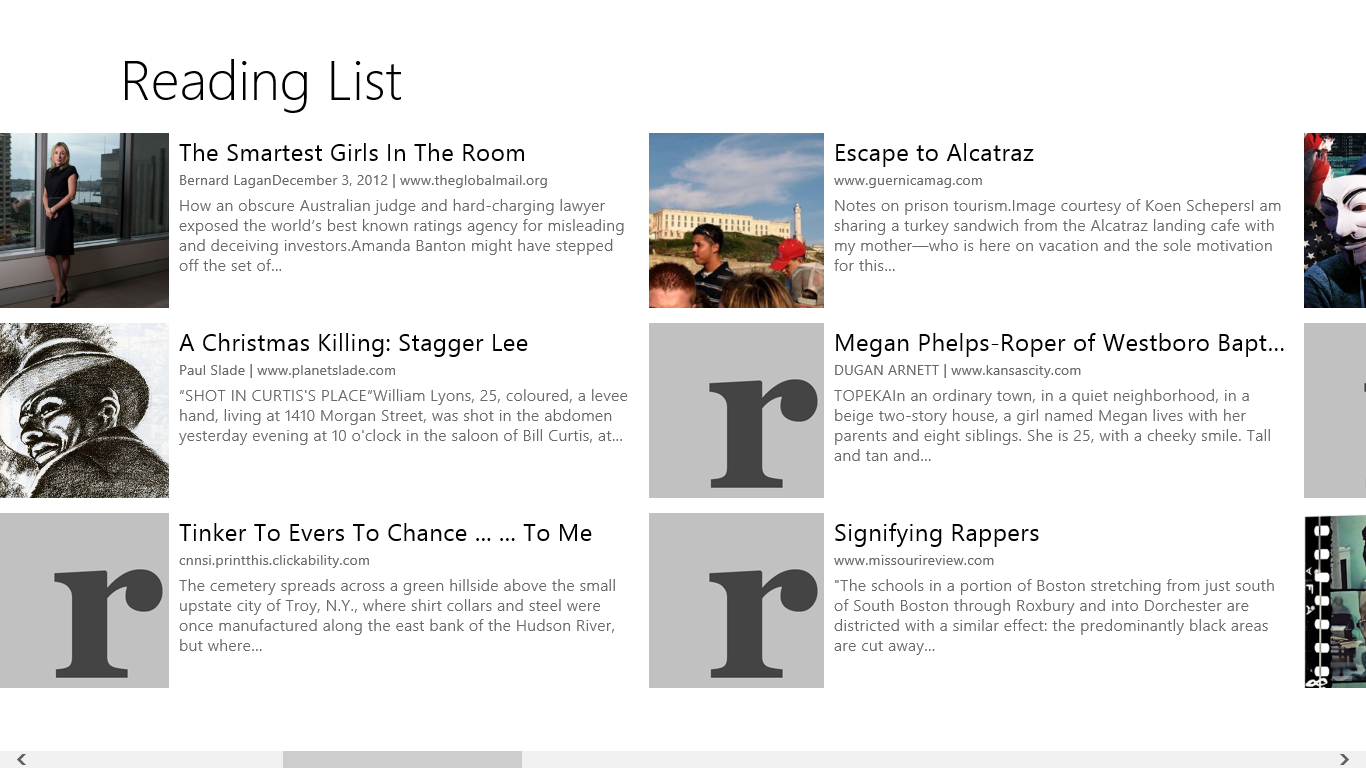 Reading List
The Smartest Girls In The Room
Bernard LaganDecember 3, 2012 | www.theglobalmail.org
How an obscure Australian judge and hard-charging lawyer
exposed the world’s best known ratings agency for misleading
and deceiving investors.Amanda Banton might have stepped
off the set of...
A Christmas Killing: Stagger Lee
Paul Slade | www.planetslade.com
“SHOT IN CURTIS'S PLACE”William Lyons, 25, coloured, a levee
hand, living at 1410 Morgan Street, was shot in the abdomen
yesterday evening at 10 o'clock in the saloon of Bill Curtis, at...
r
Tinker To Evers To Chance ... ... To Me
cnnsi.printthis.clickability.com
The cemetery spreads across a green hillside above the small
upstate city of Troy, N.Y., where shirt collars and steel were
once manufactured along the east bank of the Hudson River,
but where...
Escape to Alcatraz
www.guernicamag.com
Notes on prison tourism.Image courtesy of Koen SchepersI am
sharing a turkey sandwich from the Alcatraz landing cafe with
my mother—who is here on vacation and the sole motivation
for this...
r
Megan Phelps-Roper of Westboro Bapt...
DUGAN ARNETT | www.kansascity.com
TOPEKAIn an ordinary town, in a quiet neighborhood, in a
beige two-story house, a girl named Megan lives with her
parents and eight siblings. She is 25, with a cheeky smile. Tall
and tan and...
r
Signifying Rappers
www.missourireview.com
"The schools in a portion of Boston stretching from just south
of South Boston through Roxbury and into Dorchester are
districted with a similar effect: the predominantly black areas
are cut away...